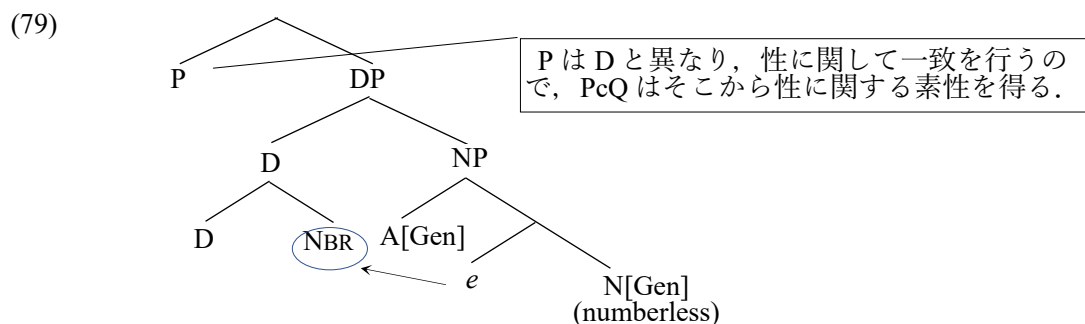 (79)
P は D と異なり，性に関して一致を行うの
で，PcQ はそこから性に関する素性を得る．
P DP
D NP
D NBR A[Gen]
e N[Gen]
(numberless)